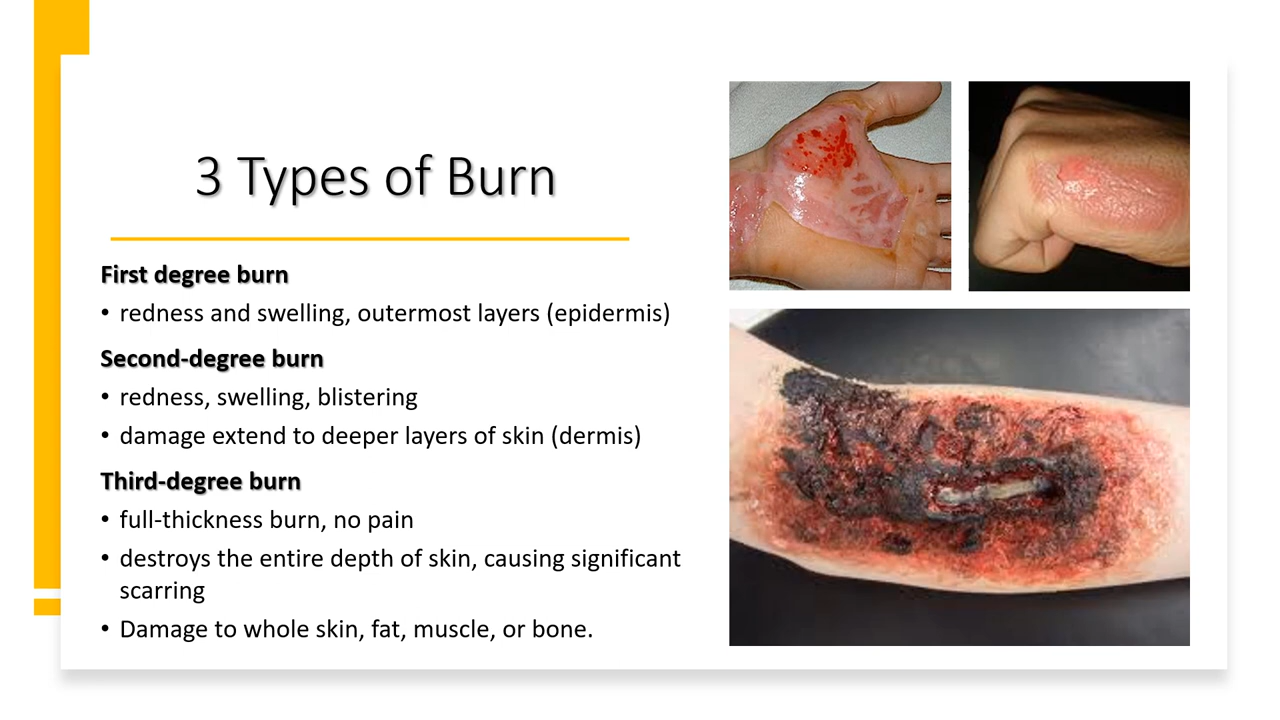 3 Types of Burn
First degree burn
• redness and swelling, outermost layers (epidermis)
Second-degree burn
• redness, swelling, blistering
• damage extend to deeper layers of skin (dermis)
Third-degree burn
• full-thickness burn, no pain
• destroys the entire depth of skin, causing significant
scarring
• Damage to whole skin, fat, muscle, or bone.